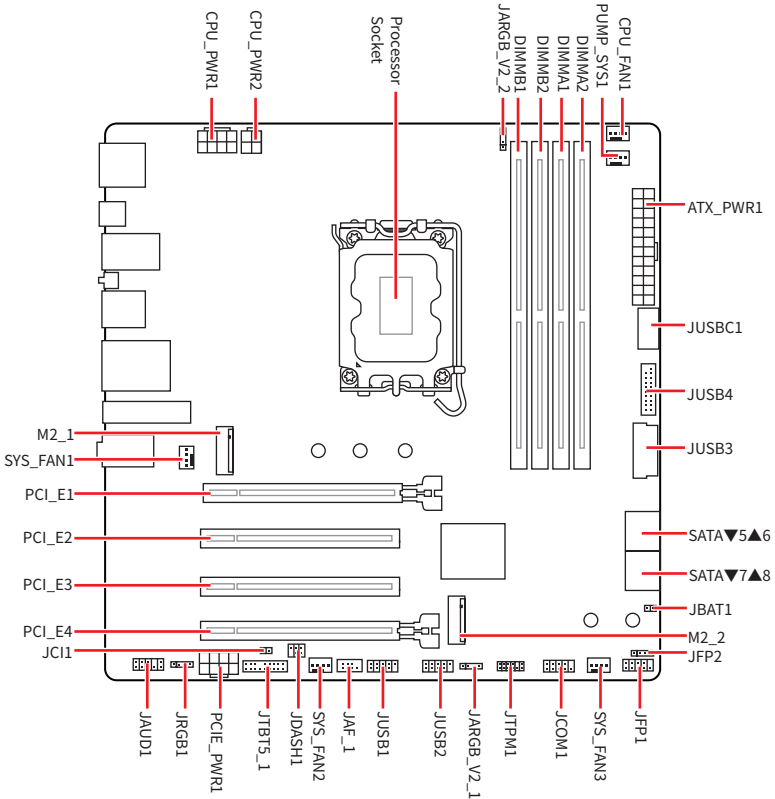 CPU_PWR1
CPU_PWR2
Processor
Socket
JARGB_V2_2
DIMMB1
DIMMB2
DIMMA1
DIMMA2
PUMP_SYS1
CPU_FAN1
ATX_PWR1
JUSBC1
JUSB4
JUSB3
SATA▼5▲6
SATA▼7▲8
JBAT1
M2_2
JFP2
M2_1
SYS_FAN1
PCI_E1
PCI_E2
PCI_E3
PCI_E4
JCI1
JAUD1
JRGB1
PCIE_PWR1
JTBT5_1
JDASH1
SYS_FAN2
JAF_1
JUSB1
JUSB2
JARGB_V2_1
JTPM1
JCOM1
SYS_FAN3
JFP1